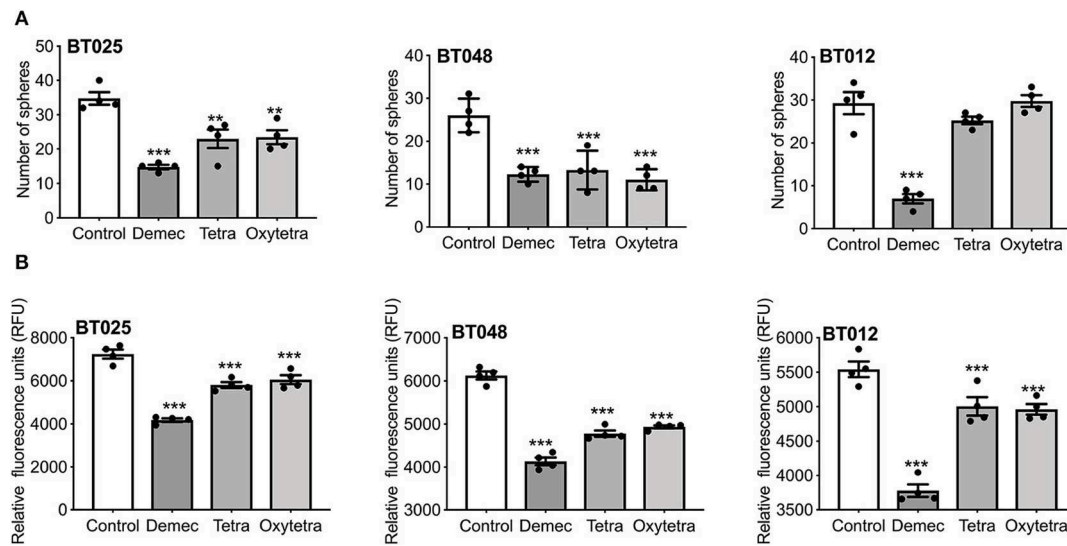 A
BT025
Number of spheres
50
40
30
20
10
0
***
**
**
Control Demec Tetra Oxytetra
BT048
Number of spheres
40
30
20
10
0
***
***
***
Control Demec Tetra Oxytetra
BT012
Number of spheres
40
30
20
10
0
***
Control Demec Tetra Oxytetra
B
BT025
Relative fluorescence units (RFU)
8000
6000
4000
2000
0
***
***
***
Control Demec Tetra Oxytetra
BT048
Relative fluorescence units (RFU)
7000
6000
5000
4000
3000
***
***
***
Control Demec Tetra Oxytetra
BT012
Relative fluorescence units (RFU)
6000
5500
5000
4500
4000
3500
***
***
***
Control Demec Tetra Oxytetra